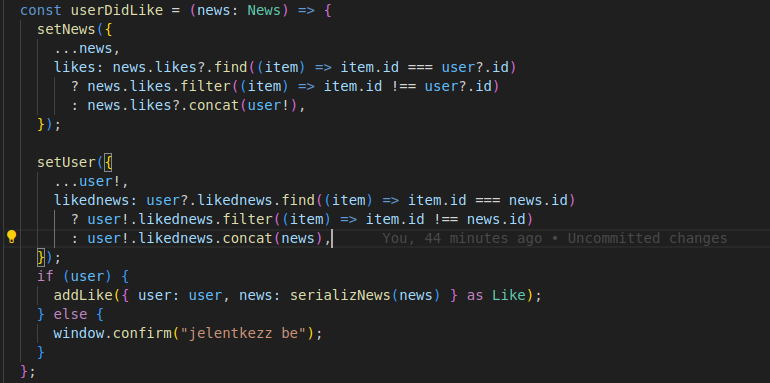 const userDidLike = (news: News) => {
setNews({
...news,
likes: news.likes?.find((item) => item.id === user?.id)
? news.likes.filter((item) => item.id !== user?.id)
: news.likes?.concat(user!),
});
setUser({
...user!,
likednews: user?.likednews.find((item) => item.id === news.id)
? user!.likednews.filter((item) => item.id !== news.id)
: user!.likednews.concat(news), You, 44 minutes ago • Uncommitted changes
});
if (user) {
addLike({ user: user, news: serializNews(news) } as Like);
} else {
window.confirm("jelentkezz be");
}
};